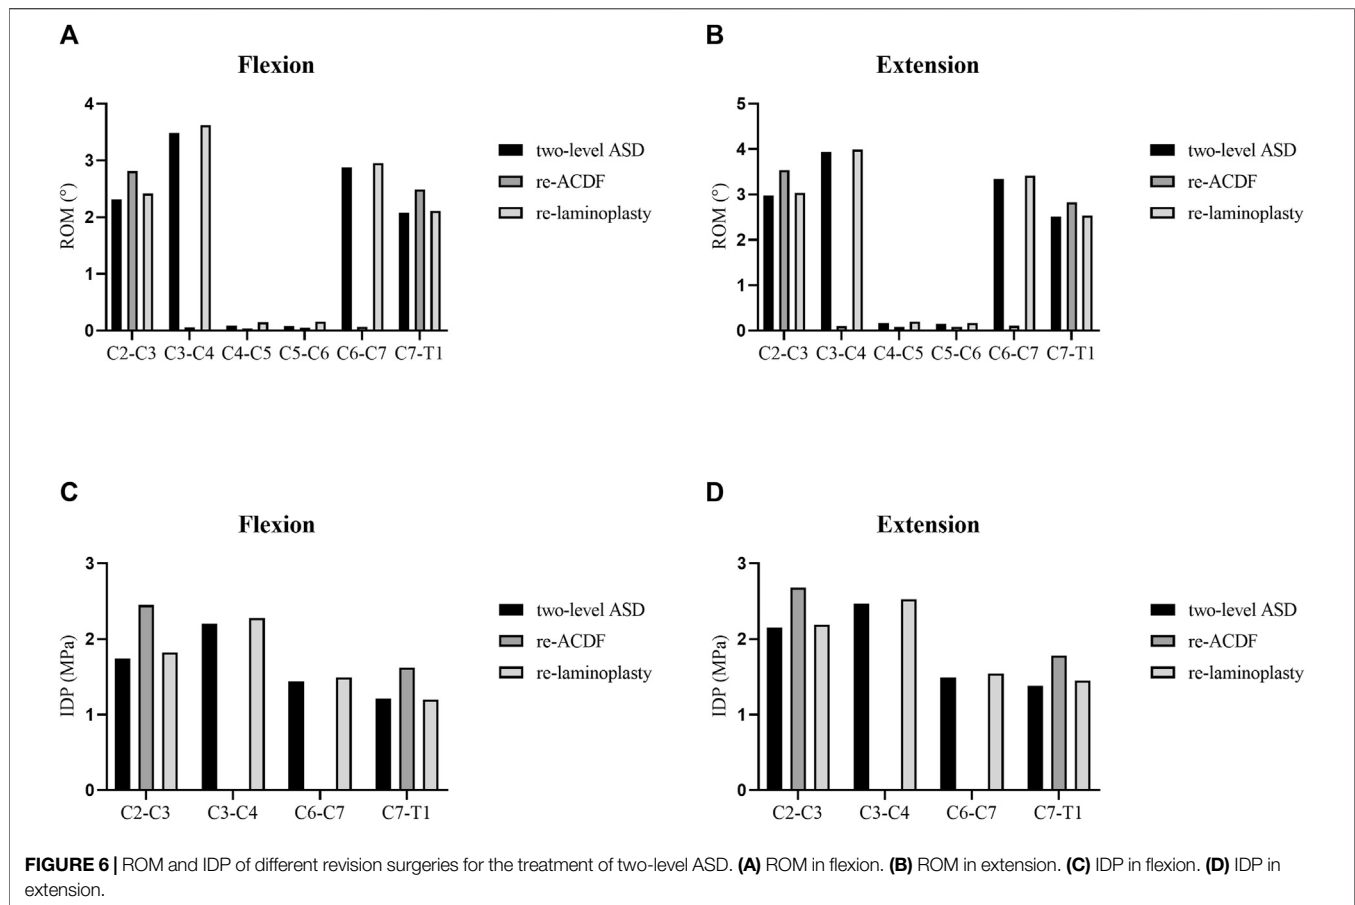 A
Flexion
4
3
2
1
0
ROM (°)
C2-C3 C3-C4 C4-C5 C5-C6 C6-C7 C7-T1
two-level ASD
re-ACDF
re-laminoplasty
B
Extension
5
4
3
2
1
0
ROM (°)
C2-C3 C3-C4 C4-C5 C5-C6 C6-C7 C7-T1
two-level ASD
re-ACDF
re-laminoplasty
C
Flexion
3
2
1
0
IDP (MPa)
C2-C3 C3-C4 C6-C7 C7-T1
two-level ASD
re-ACDF
re-laminoplasty
D
Extension
3
2
1
0
IDP (MPa)
C2-C3 C3-C4 C6-C7 C7-T1
two-level ASD
re-ACDF
re-laminoplasty
FIGURE 6 | ROM and IDP of different revision surgeries for the treatment of two-level ASD. (A) ROM in flexion. (B) ROM in extension. (C) IDP in flexion. (D) IDP in
extension.